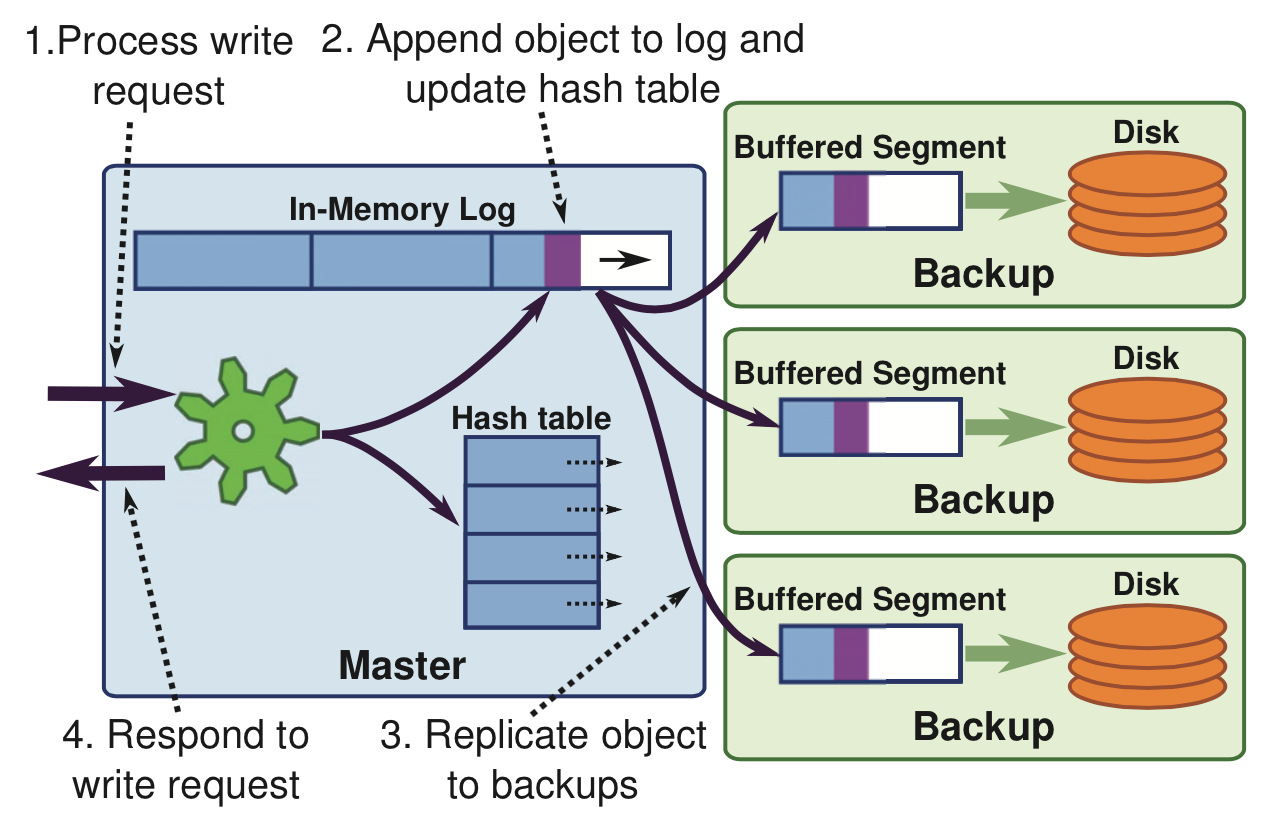 1.Process write
request
2. Append object to log and
update hash table
In-Memory Log
Hash table
Master
Buffered Segment
Disk
Backup
Buffered Segment
Disk
Backup
Buffered Segment
Disk
Backup
4. Respond to
write request
3. Replicate object
to backups